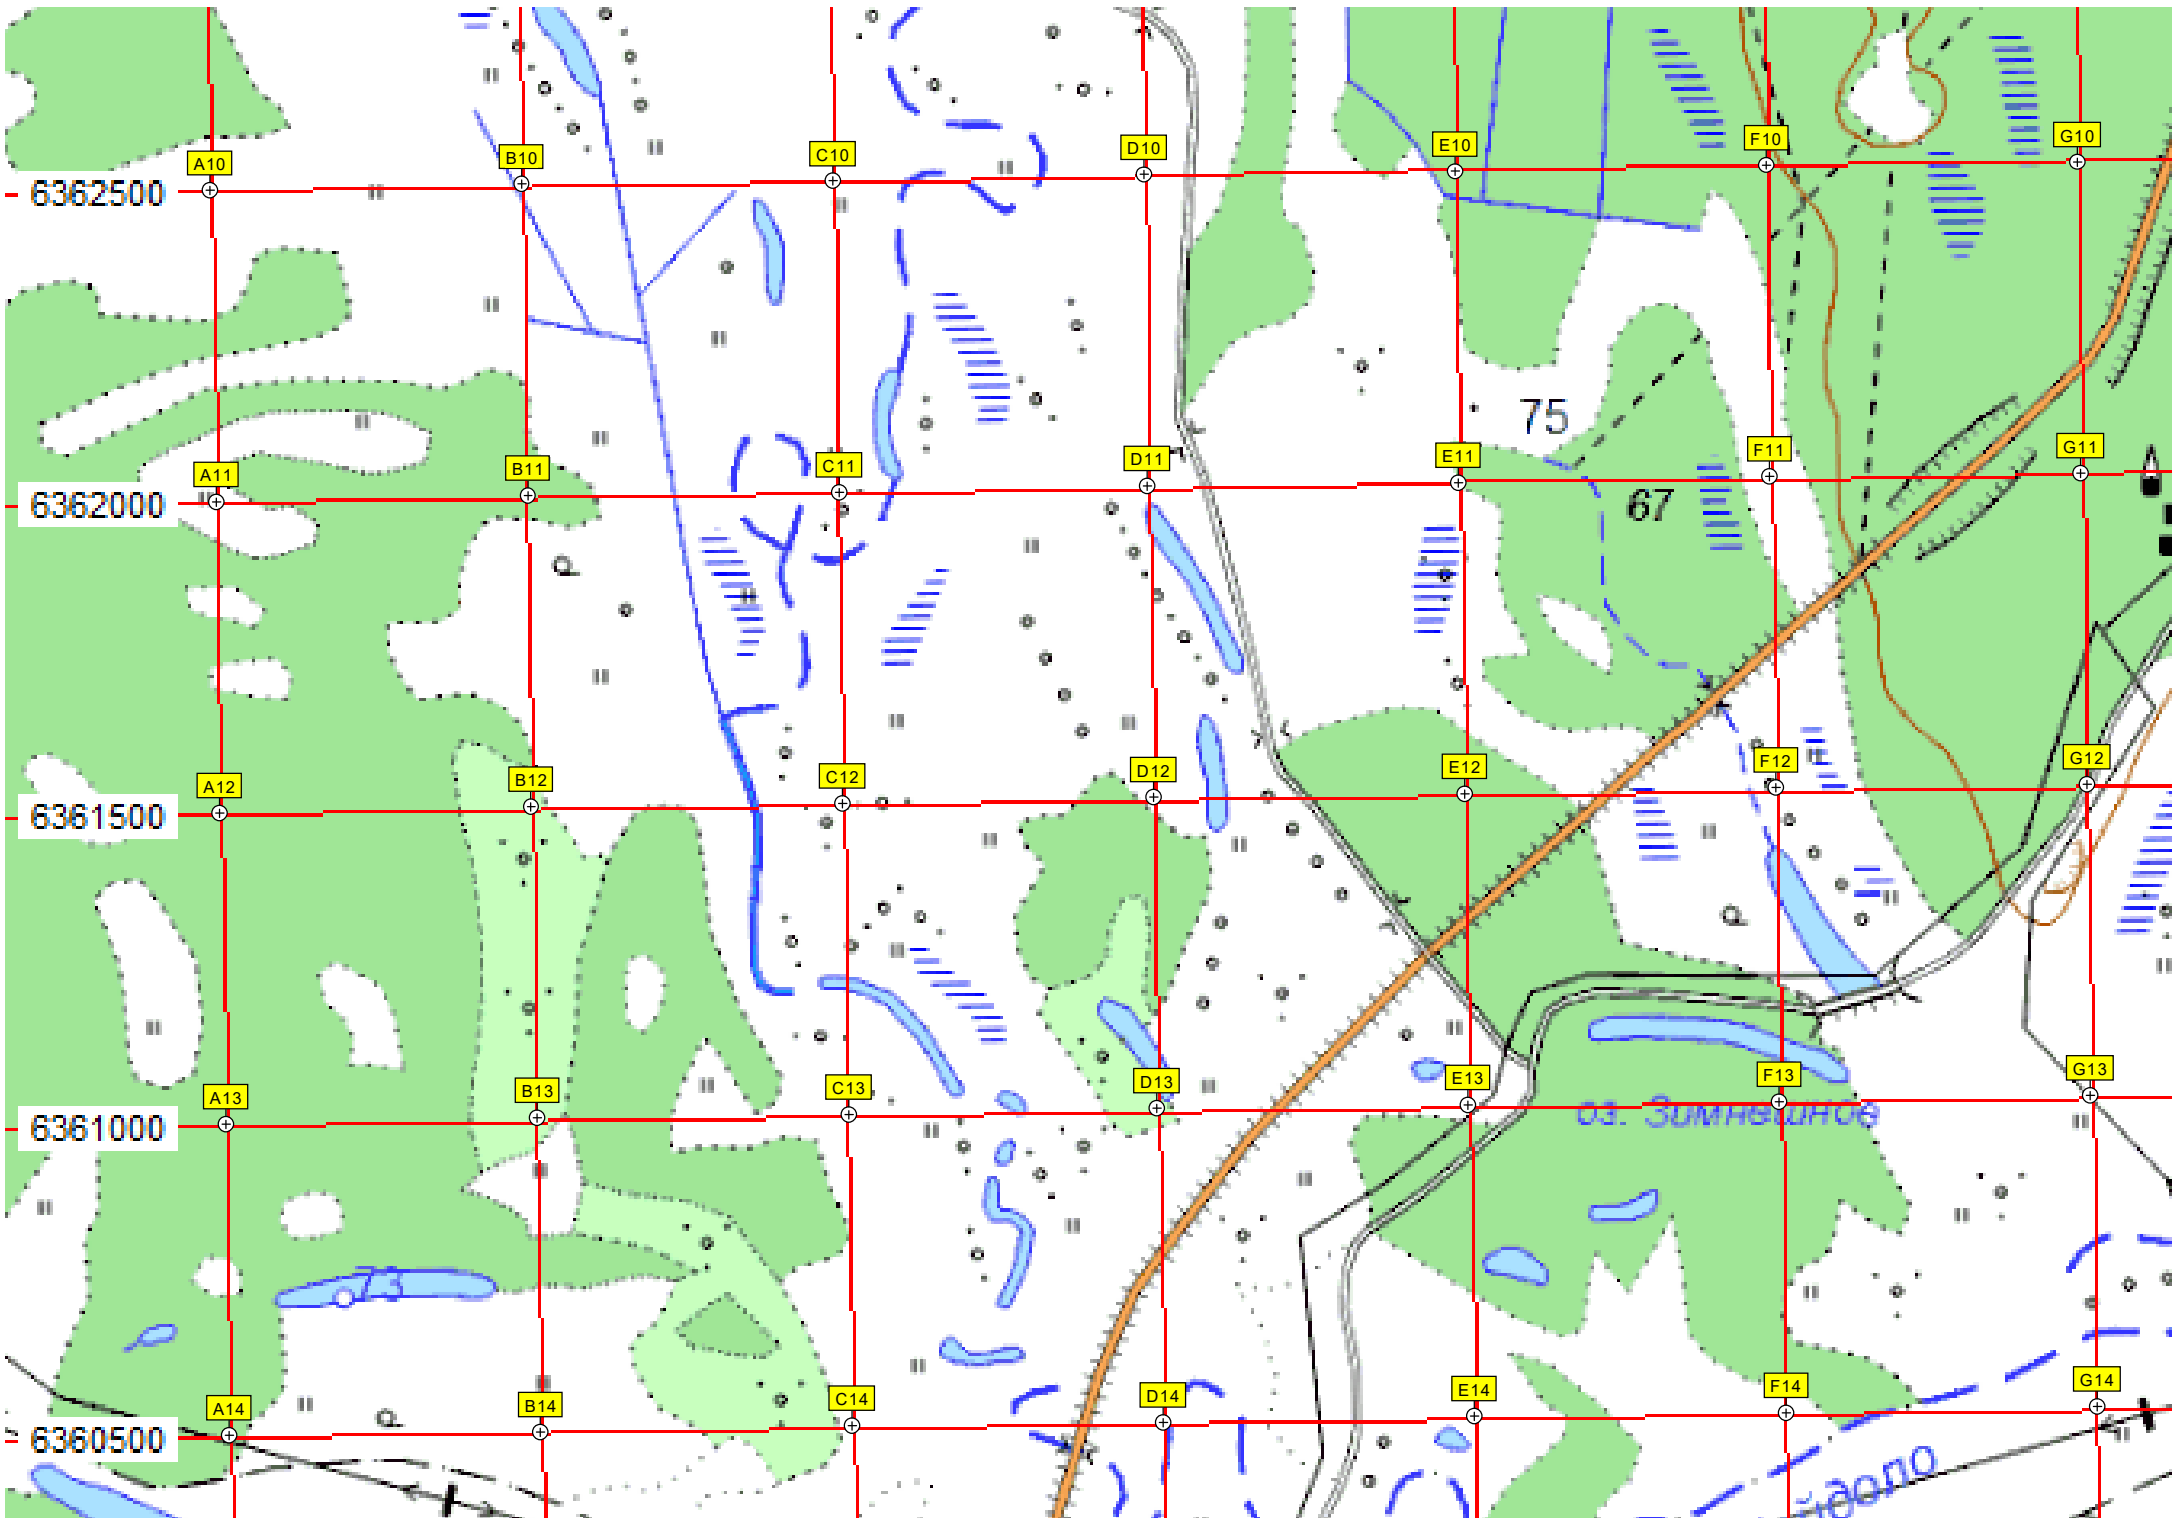 A10 B10 C10 D10 E10 F10 G10
6362500
75
A11 B11 C11 D11 E11 F11 G11
6362000
67
A12 B12 C12 D12 E12 F12 G12
6361500
A13 B13 C13 D13 E13 F13 G13
6361000
оз.
73
A14 B14 C14 D14 E14 F14 G14
6360500
йдоло